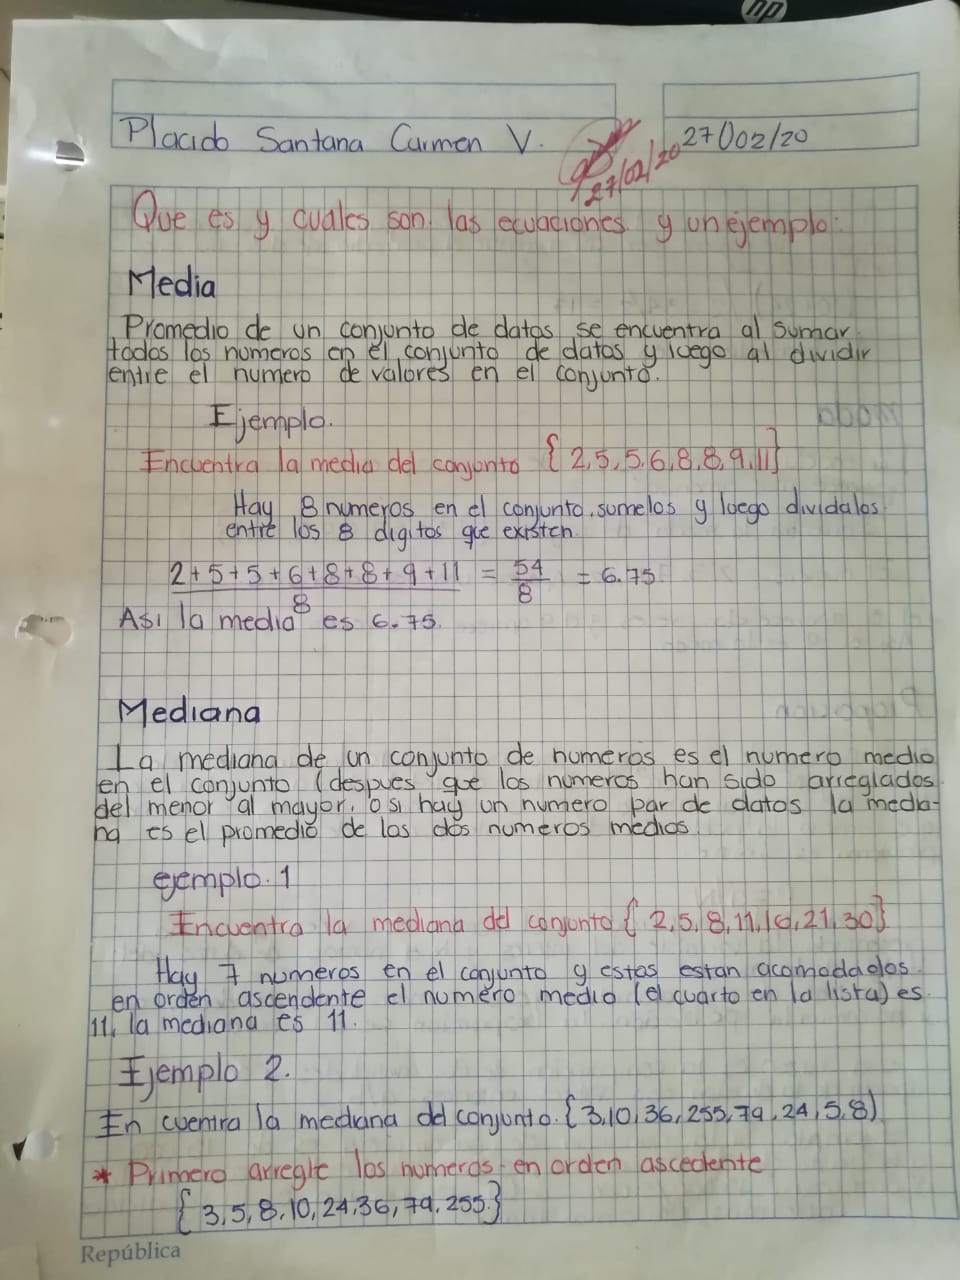 hp
Placido Santana Carmen V.
27/02/20
27/02/20
Que es y cuales son. las ecuaciones y un ejemplo:
Media
Promedio de un conjunto de datos se encuentra al sumar
todos los numeros en el conjunto de datos y luego al dividir
entre el numero de valores en el conjunto.
Ejemplo.
Encuentra la media del conjunto {2,5,5,6,8,8,9,11}
Hay 8 numeros en el conjunto, sumelos y luego dividalos
entre los 8 digitos que existen.
2+5+5+6+8+8+9+11 = 54 = 6.75
8 8
Asi la media es 6.75.
Mediana
La mediana de un conjunto de numeros es el numero medio
en el conjunto (despues que los numeros han sido arreglados
del menor al mayor, o si hay un numero par de datos la media-
na es el promedio de los dos numeros medios.
ejemplo.1
Encuentra la mediana del conjunto {2,5,8,11,16,21,30}
Hay 7 numeros en el conjunto y estos estan acomodados
en orden ascendente el numero medio (el cuarto en la lista) es
11, la mediana es 11.
Ejemplo 2.
En cuentra la mediana del conjunto.{3,10,36,255,79,24,5,8)
* Primero arregle los numeros en orden ascedente
{3,5,8,10,24,36,79,255.}
República